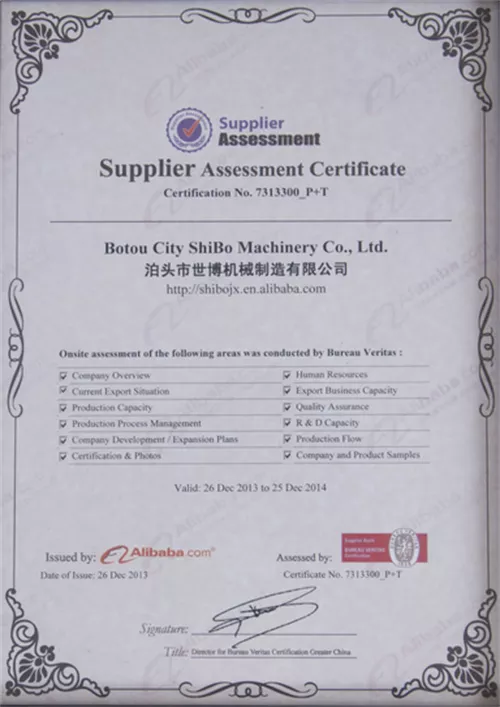 Supplier
Assessment
Supplier Assessment Certificate
Certification No. 7313300_P+T
Botou City ShiBo Machinery Co., Ltd.
泊头市世博机械制造有限公司
http://shibojx.en.alibaba.com
Onsite assessment of the following areas was conducted by Bureau Veritas :
Company Overview
Human Resources
Current Export Situation
Export Business Capacity
Production Capacity
Quality Assurance
Production Process Management
R & D Capacity
Company Development / Expansion Plans
Production Flow
Certification & Photos
Company and Product Samples
Valid: 26 Dec 2013 to 25 Dec 2014
Issued by: Alibaba.com
Assessed by:
BUREAU VERITAS
Certification
Date of Issue: 26 Dec 2013
Certificate No. 7313300_P+T
Signature:
Title: Director for Bureau Veritas Certification Greater China